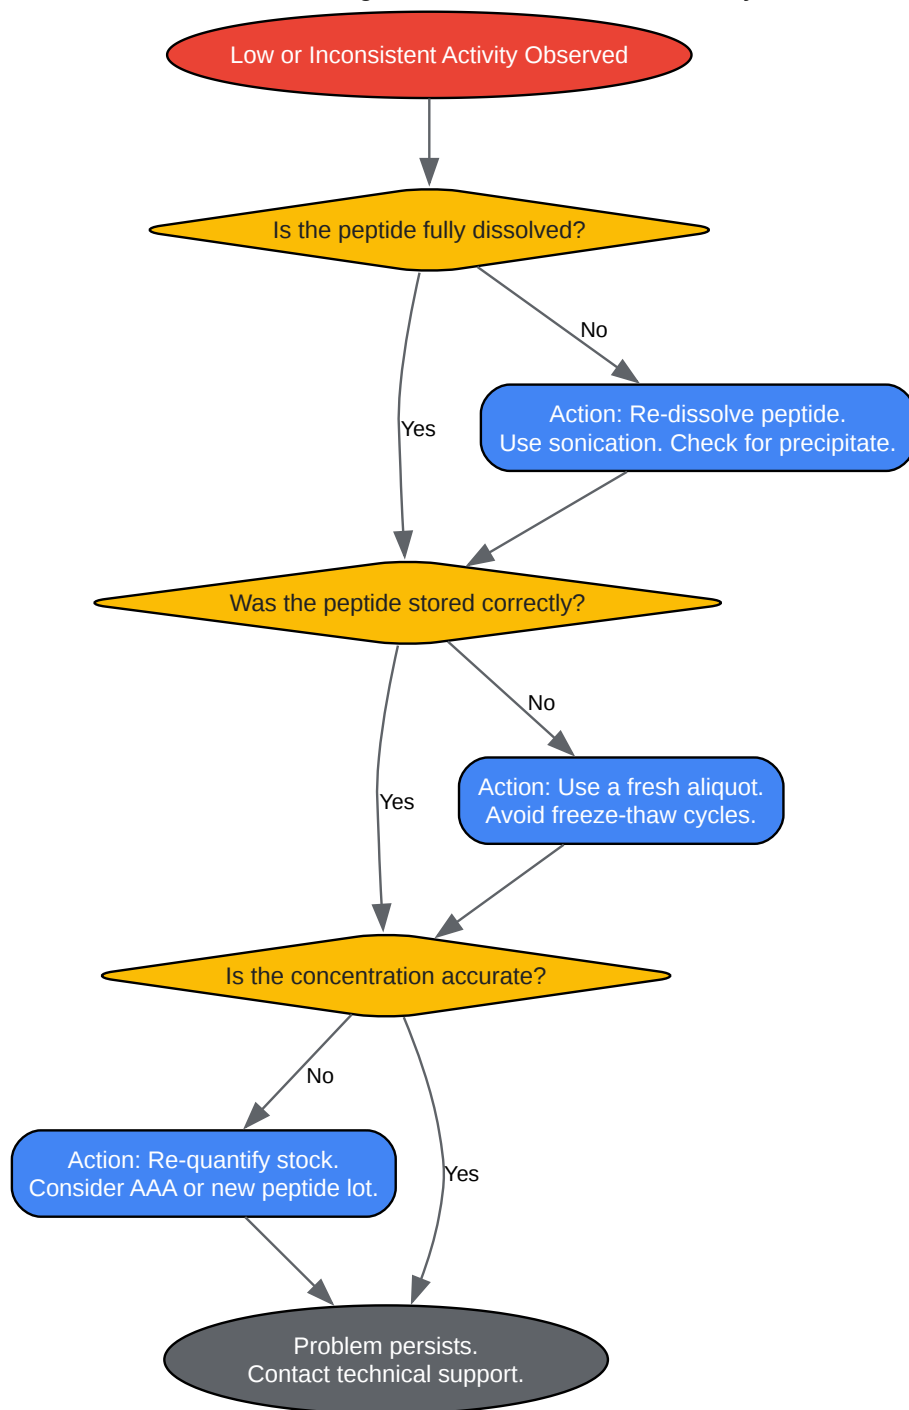 Low or Inconsistent Activity Observed
Is the peptide fully dissolved?
No
Action: Re-dissolve peptide.
Use sonication. Check for precipitate.
Yes
Was the peptide stored correctly?
No
Action: Use a fresh aliquot.
Avoid freeze-thaw cycles.
Yes
Is the concentration accurate?
No
Action: Re-quantify stock.
Consider AAA or new peptide lot.
Yes
Problem persists.
Contact technical support.